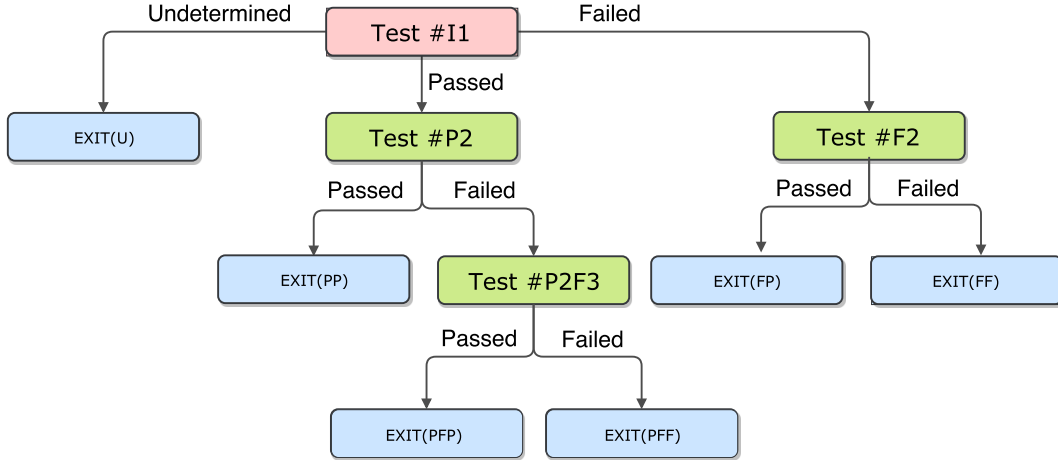 Undetermined
Test #I1
Failed
Passed
EXIT(U)
Test #P2
Test #F2
Passed
Failed
Passed
Failed
EXIT(PP)
Test #P2F3
EXIT(FP)
EXIT(FF)
Passed
Failed
EXIT(PFP)
EXIT(PFF)